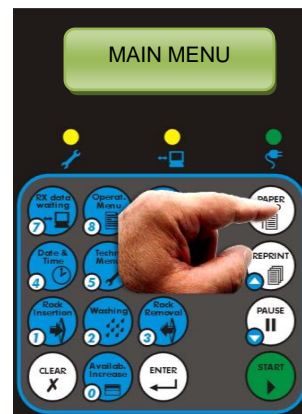 MAIN MENU
RX data
waiting
7
Operat.
Menu
8
PAPER
Date &
Time
4
Techn
Menu
5
REPRINT
Rack
Insertion
1
Washing
2
Rack
Removal
3
PAUSE
CLEAR
X
Availab.
Increase
0
ENTER
START